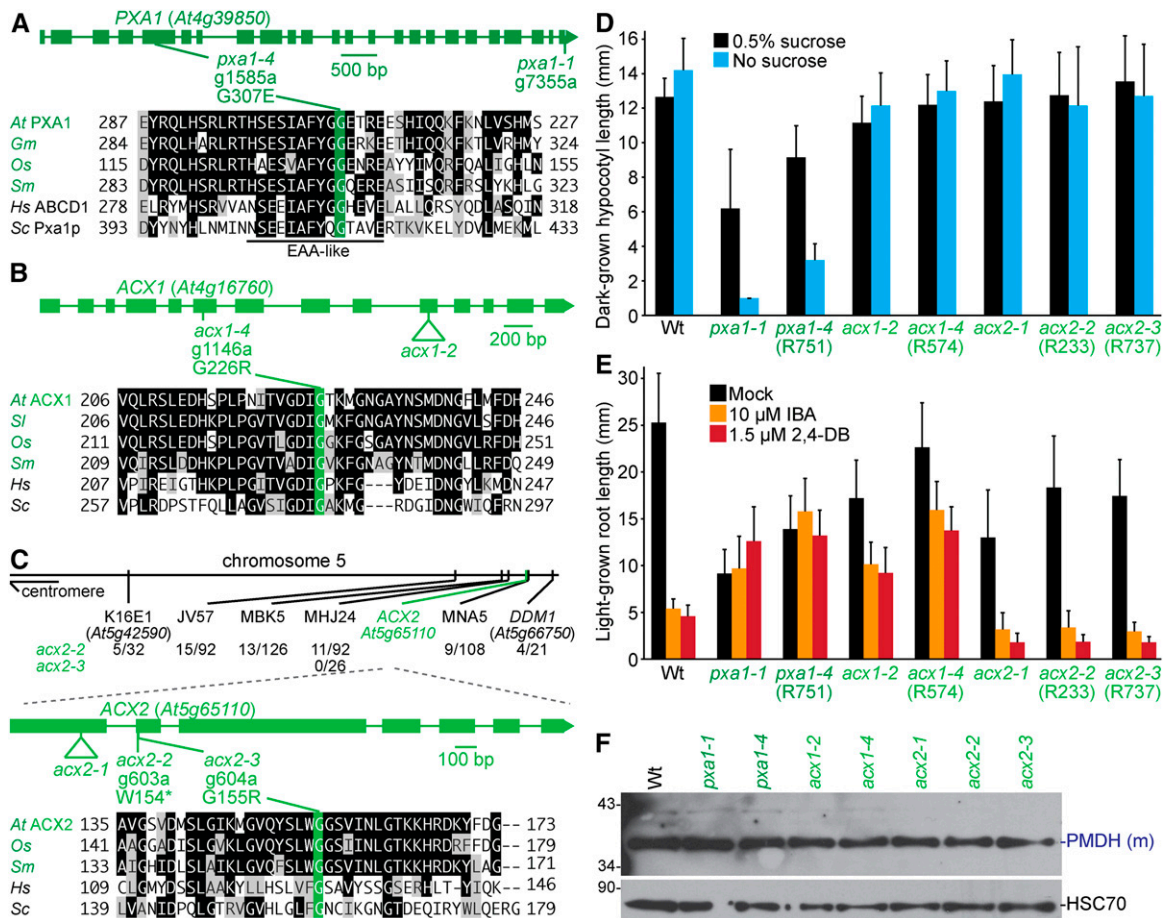 A
PXA1 (At4g39850)
pxa1-4
g1585a
G307E
500 bp
pxa1-1
g7355a
At PXA1 287 EYRQLHSRLRTHSESIAFYGGETREESHIQQKFKNLVSHMS 227
Gm 284 EYRQLHARLRTHSESIAFYGGERKEETHIQQKFKTLVRHMY 324
Os 115 DYRQLHSRLRTHAESVAFYGGENREAYYIMQRFQALIGHLN 155
Sm 283 DYRQLHSRLRTHSESIAFYGGQEREASIISQRFRSLYKHLG 323
Hs ABCD1 278 ELRYMHSRVVANSEEIAFYGGHEVELALLQRSYQDLASQIN 318
Sc Pxa1p 393 DYYNYHLNMINNSEEIAFYQGTAVERTKVKELYDVLMEKML 433
EAA-like
B
ACX1 (At4g16760)
acx1-4
g1146a
G226R
acx1-2
200 bp
At ACX1 206 VQLRSLEDHSPLPNITVGDIGTKMGNGAYNSMDNGFLMFDH 246
Sl 206 VQLRSLEDHSPLPGVTVGDIGMKFGNGAYNSMDNGVLSFDH 246
Os 211 VQLRSLEDHSPLPGVTLGDIGGKFGSGAYNSMDNGVLRFDH 251
Sm 209 VQIRSLDDHKPLPGVTVADIGVKFGNAGYNTMDNGLLRFDQ 249
Hs 207 VPIREIGTHKPLPGITVGDIGPKFG---YDEIDNGYLKMDN 247
Sc 257 VPLRDPSTFQLLAGVSIGDIGAKMG---RDGIDNGWIQFRN 297
C
chromosome 5
centromere
K16E1 JV57 MBK5 MHJ24 ACX2 MNA5 DDM1
(At5g42590) At5g65110 (At5g66750)
acx2-2 5/32 15/92 13/126 11/92 9/108 4/21
acx2-3 0/26
ACX2 (At5g65110)
acx2-1
acx2-2
g603a
W154*
acx2-3
g604a
G155R
100 bp
At ACX2 135 AVGSVDMSLGIKMGVQYSLWGGSVINLGTKKHRDKYFDG-- 173
Os 141 AAGGADISLGVKLGVQYSLWGGSIINLGTKKHRDRFFDG-- 179
Sm 133 AIGHIDLSLAIKMGVQFSLWGGSVLNLGTKKHRDKYLAG-- 171
Hs 109 CLGMYDSSLAAKYLLHSLVFGSAVYSSGSERHLT-YIQK-- 146
Sc 139 LVANIDPQLGTRVGVHLGLFGNCIKGNGTDEQIRYWLQERG 179
D
Dark-grown hypocotyl length (mm)
16
14
12
10
8
6
4
2
0
0.5% sucrose
No sucrose
Wt pxa1-1 pxa1-4 acx1-2 acx1-4 acx2-1 acx2-2 acx2-3
(R751) (R574) (R233) (R737)
E
Light-grown root length (mm)
30
25
20
15
10
5
0
Mock
10 µM IBA
1.5 µM 2,4-DB
Wt pxa1-1 pxa1-4 acx1-2 acx1-4 acx2-1 acx2-2 acx2-3
(R751) (R574) (R233) (R737)
F
Wt pxa1-1 pxa1-4 acx1-2 acx1-4 acx2-1 acx2-2 acx2-3
43-
-PMDH (m)
34-
90-
-HSC70